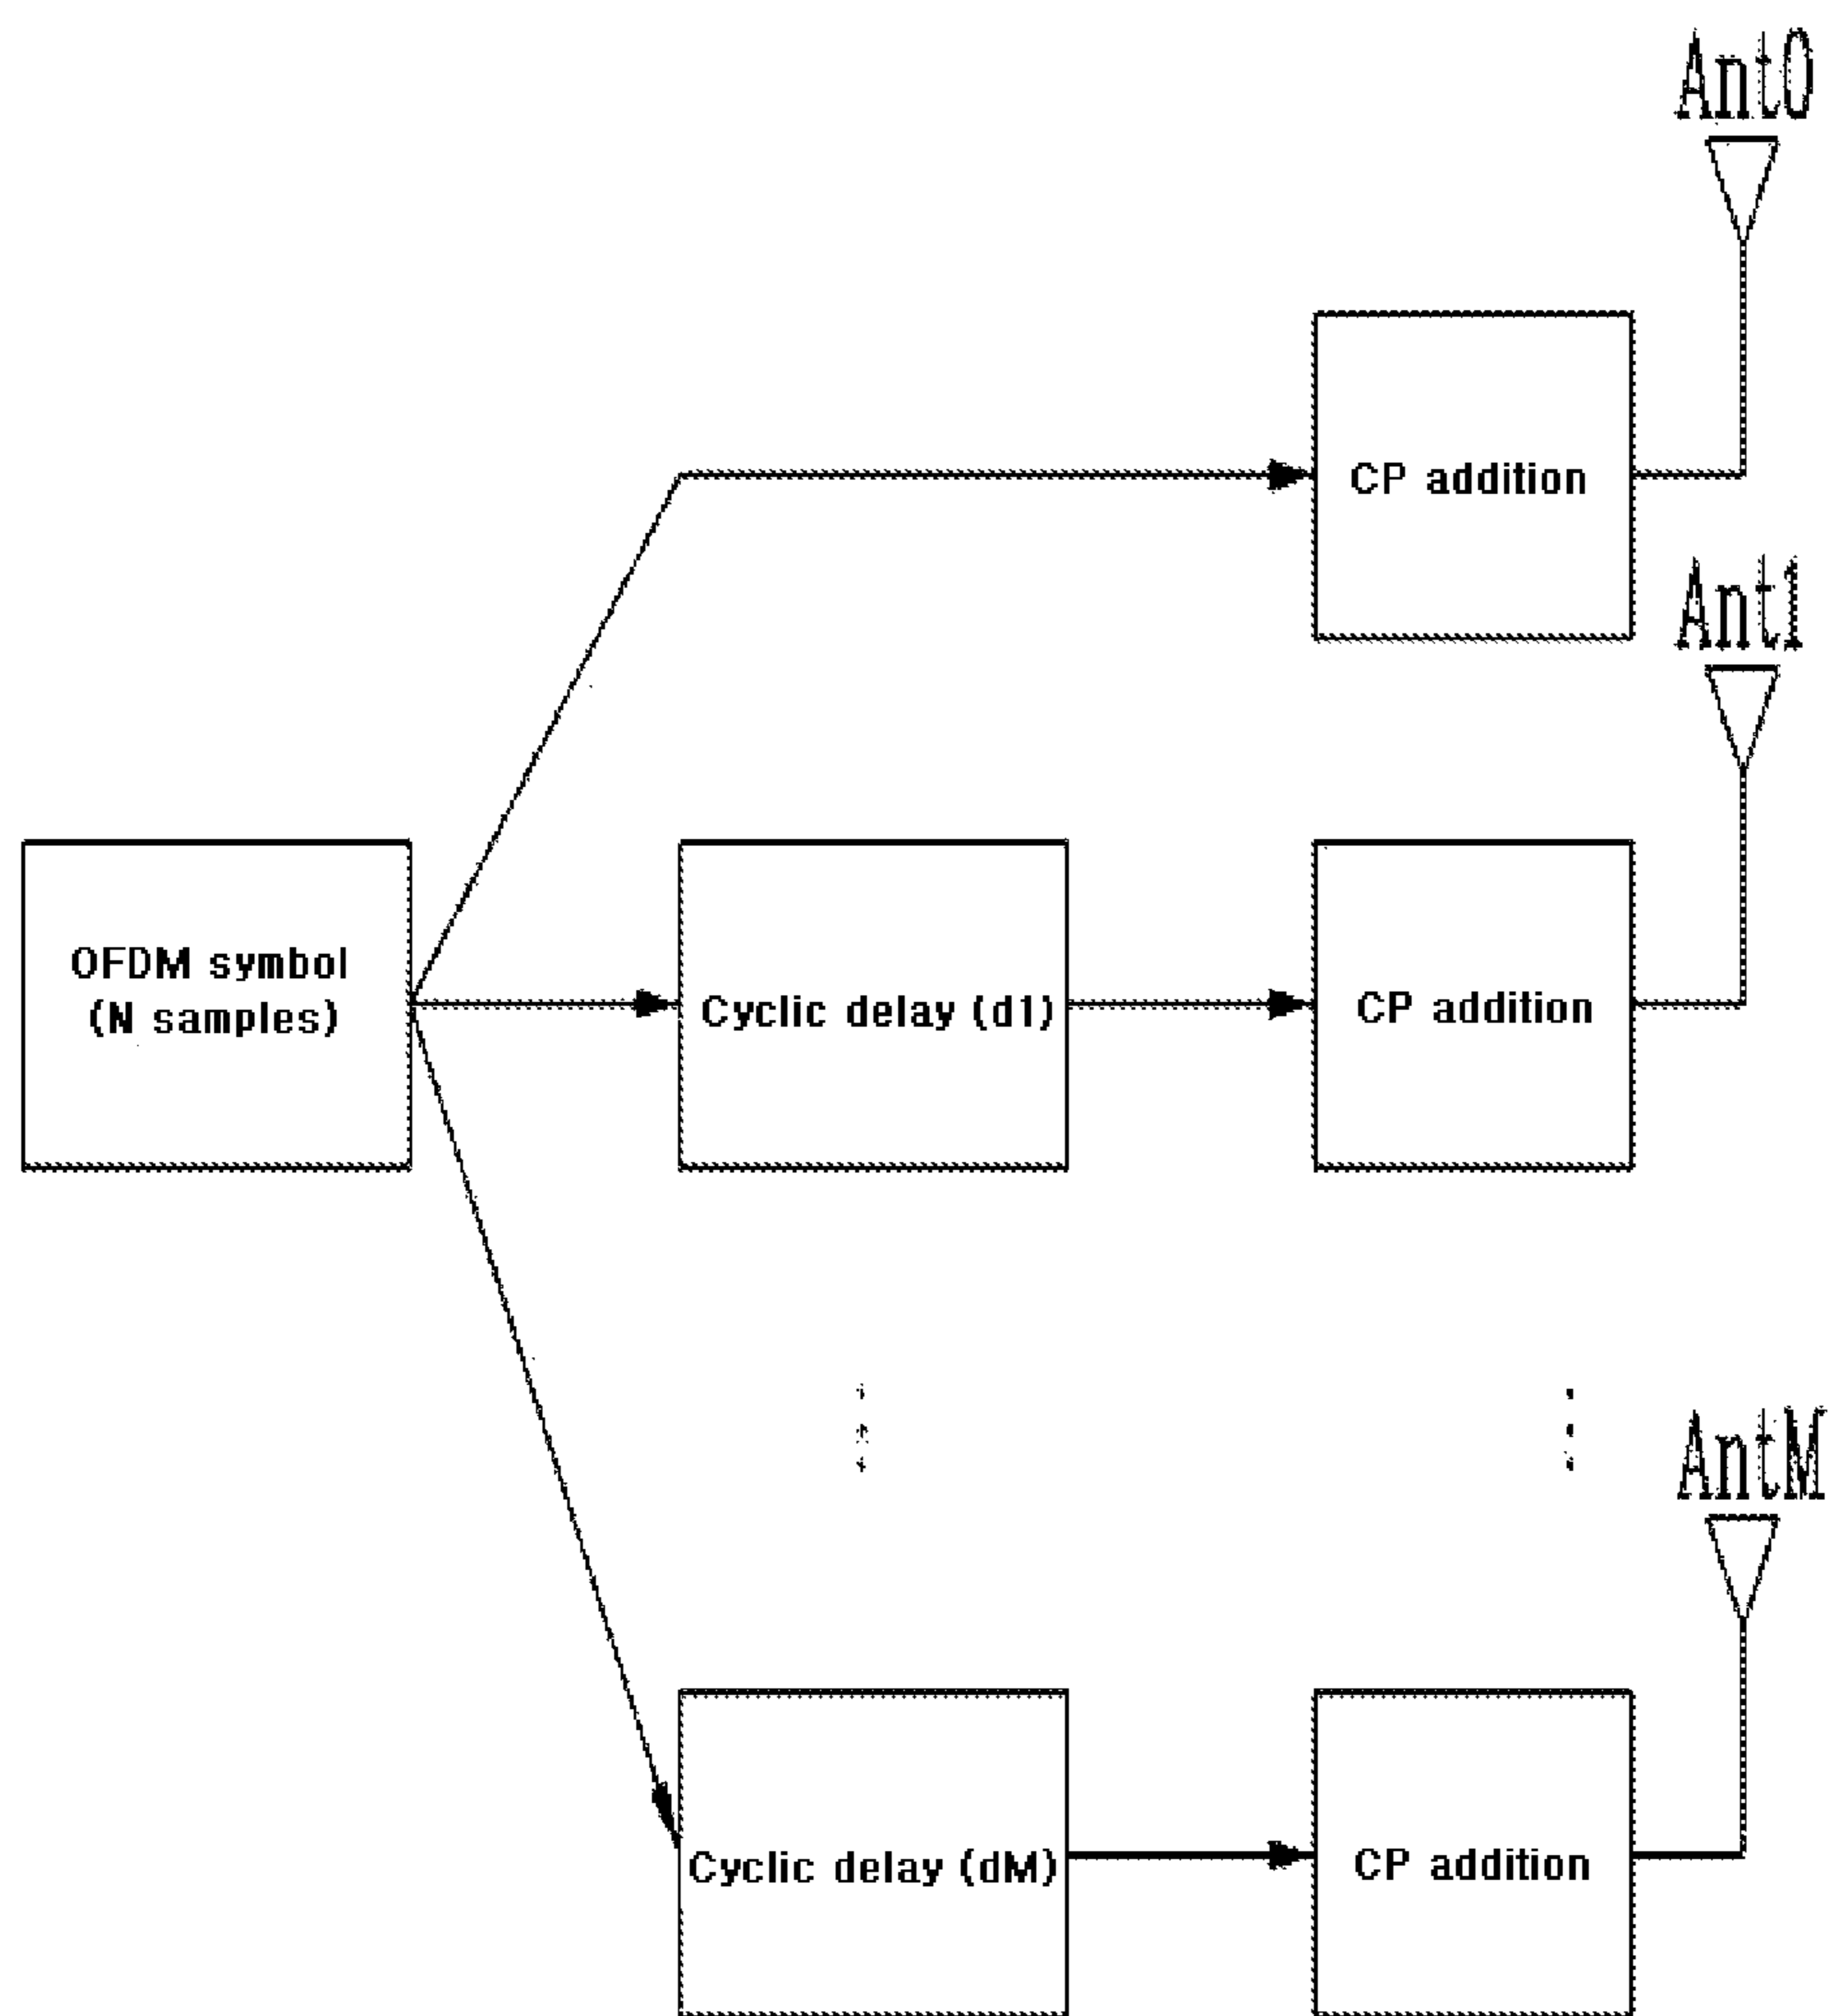 Ant0
CP addition
Ant1
OFDM symbol
(N samples)
Cyclic delay (d1)
CP addition
AntM
Cyclic delay (dM)
CP addition